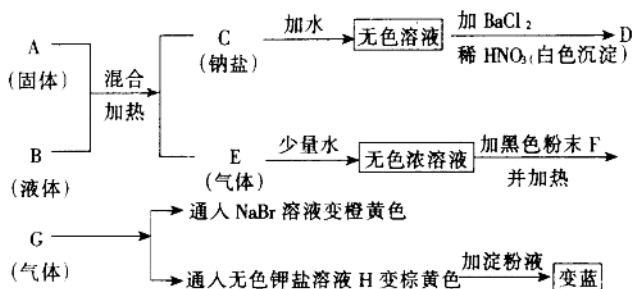 A
(固体)
B
(液体)
混合
加热
C
(钠盐)
加水
无色溶液
加 BaCl₂
稀 HNO₃(白色沉淀)
D
E
(气体)
少量水
无色浓溶液
加黑色粉末 F
并加热
G
(气体)
通人 NaBr 溶液变橙黄色
通人无色钾盐溶液 H 变棕黄色
加淀粉液
变蓝